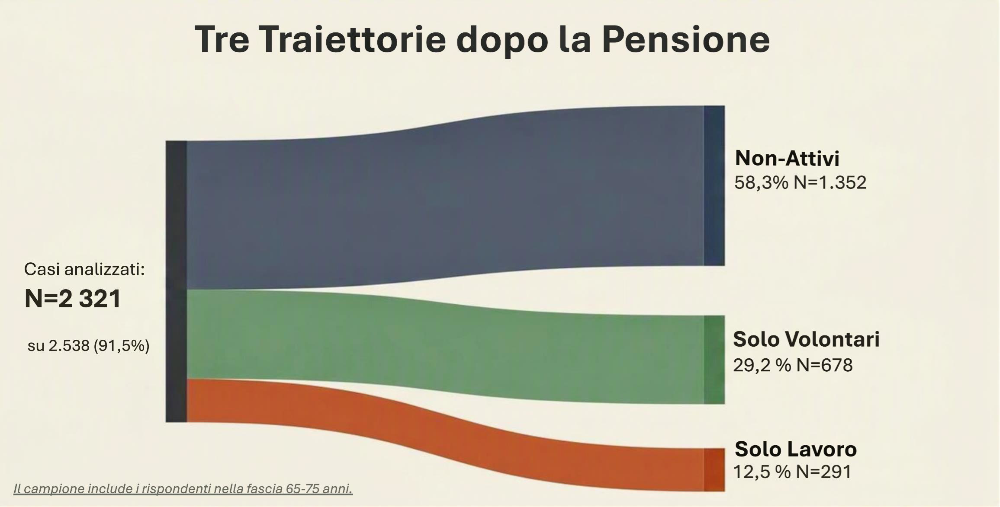 Tre Traiettorie dopo la Pensione
Non-Attivi
58,3% N=1.352
Casi analizzati:
N=2 321
su 2.538 (91,5%)
Solo Volontari
29,2 % N=678
Solo Lavoro
12,5 % N=291
Il campione include i rispondenti nella fascia 65-75 anni.